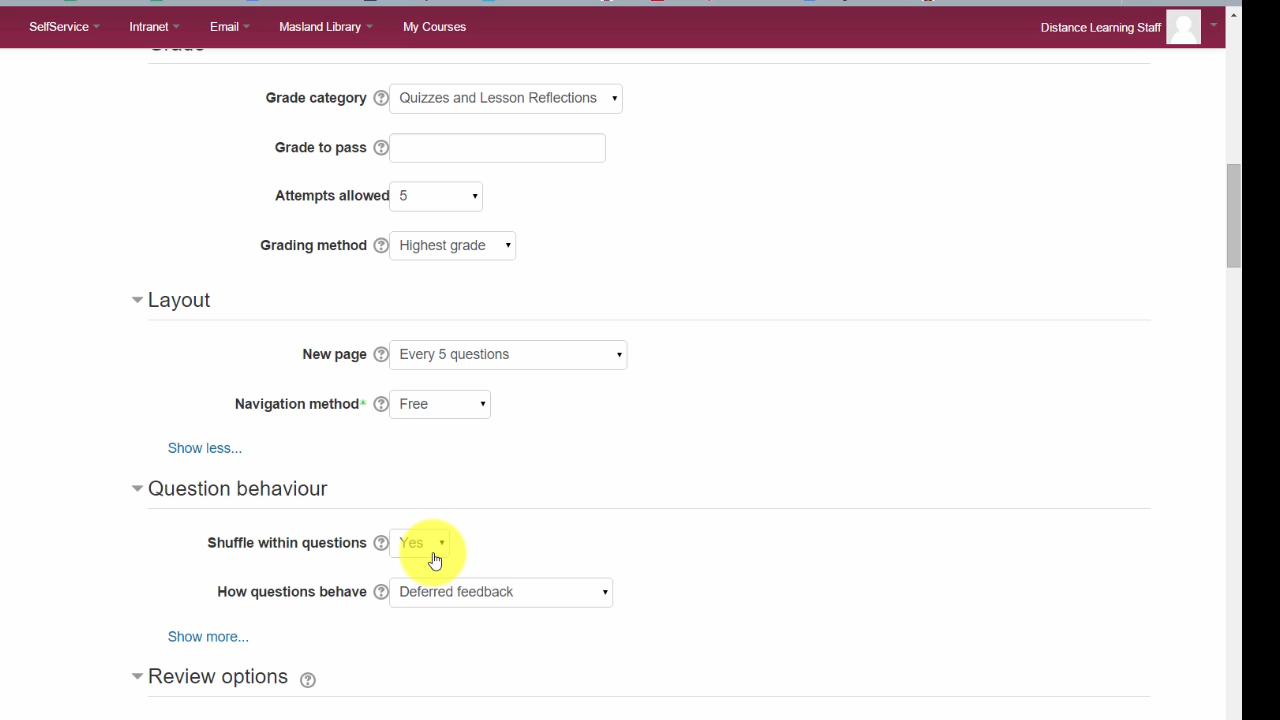 SelfService Intranet Email Masland Library My Courses Distance Learning Staff
Grade
Grade category Quizzes and Lesson Reflections
Grade to pass
Attempts allowed 5
Grading method Highest grade
Layout
New page Every 5 questions
Navigation method* Free
Show less...
Question behaviour
Shuffle within questions Yes
How questions behave Deferred feedback
Show more...
Review options